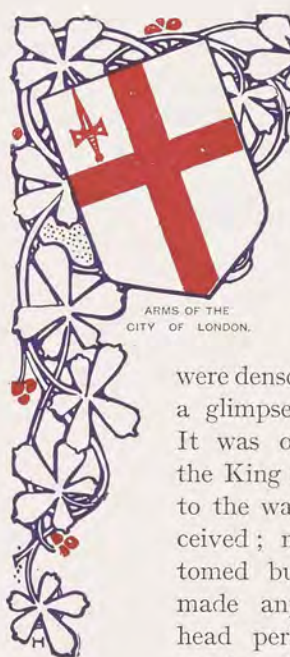 ARMS OF THE
CITY OF LONDON.
were dense
a glimpse
It was o
the King
to the wa
ceived ; n
tomed bu
made any
head per
H